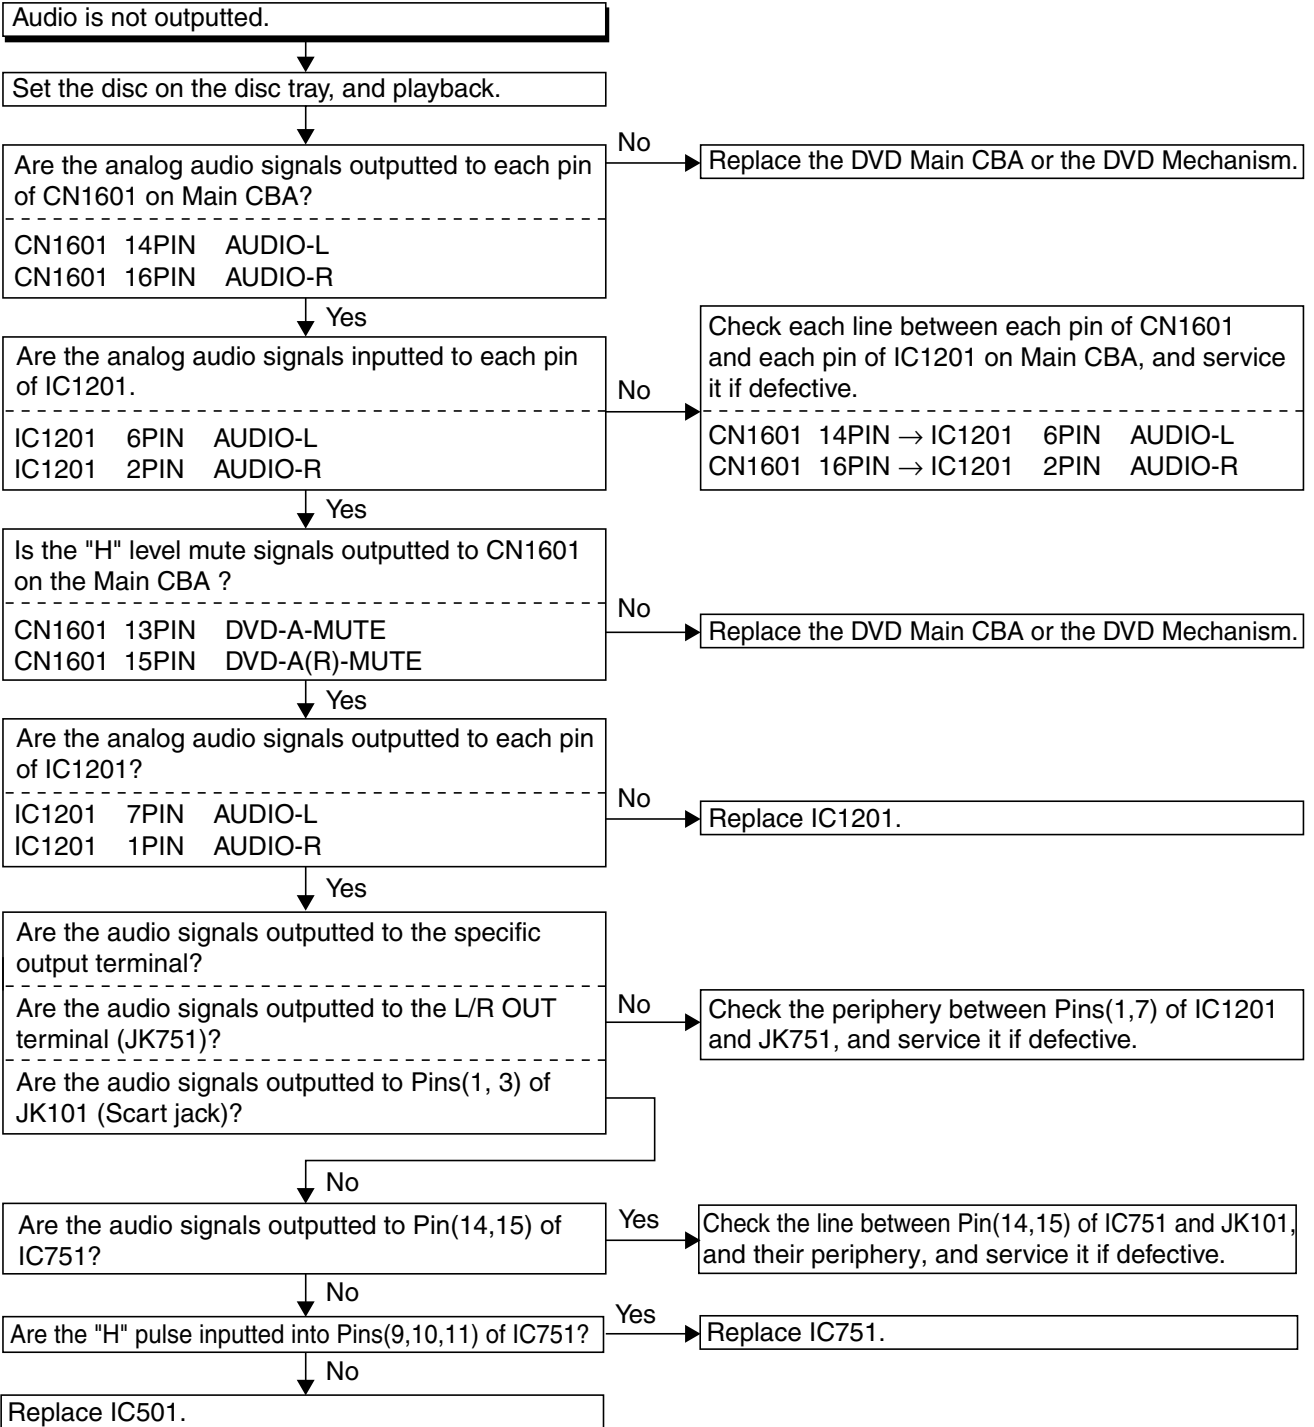 Audio is not outputted.
Set the disc on the disc tray, and playback.
Are the analog audio signals outputted to each pin
of CN1601 on Main CBA?
CN1601 14PIN AUDIO-L
CN1601 16PIN AUDIO-R
No
Replace the DVD Main CBA or the DVD Mechanism.
Yes
Are the analog audio signals inputted to each pin
of IC1201.
IC1201 6PIN AUDIO-L
IC1201 2PIN AUDIO-R
No
Check each line between each pin of CN1601
and each pin of IC1201 on Main CBA, and service
it if defective.
CN1601 14PIN → IC1201 6PIN AUDIO-L
CN1601 16PIN → IC1201 2PIN AUDIO-R
Yes
Is the "H" level mute signals outputted to CN1601
on the Main CBA ?
CN1601 13PIN DVD-A-MUTE
CN1601 15PIN DVD-A(R)-MUTE
No
Replace the DVD Main CBA or the DVD Mechanism.
Yes
Are the analog audio signals outputted to each pin
of IC1201?
IC1201 7PIN AUDIO-L
IC1201 1PIN AUDIO-R
No
Replace IC1201.
Yes
Are the audio signals outputted to the specific
output terminal?
Are the audio signals outputted to the L/R OUT
terminal (JK751)?
No
Check the periphery between Pins(1,7) of IC1201
and JK751, and service it if defective.
Are the audio signals outputted to Pins(1, 3) of
JK101 (Scart jack)?
No
Are the audio signals outputted to Pin(14,15) of
IC751?
Yes
Check the line between Pin(14,15) of IC751 and JK101,
and their periphery, and service it if defective.
No
Are the "H" pulse inputted into Pins(9,10,11) of IC751?
Yes
Replace IC751.
No
Replace IC501.